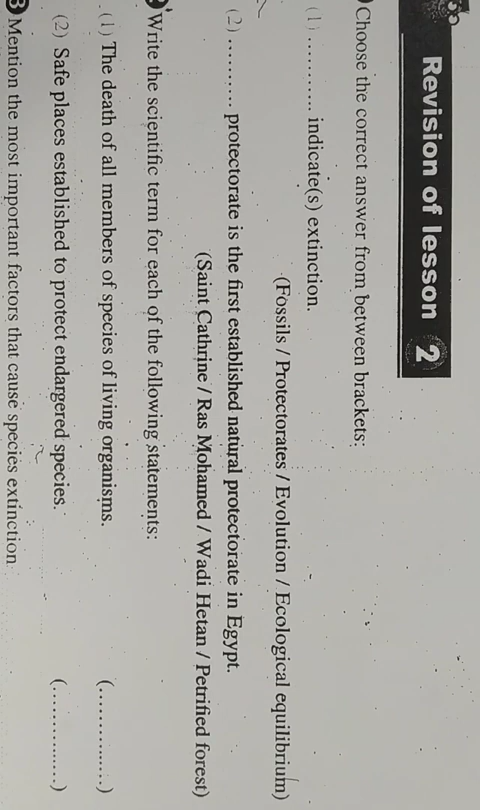 Revision of lesson 2
Choose the correct answer from between brackets:
(1) ........... indicate(s) extinction.
(Fossils / Protectorates / Evolution / Ecological equilibrium)
(2) ........... protectorate is the first established natural protectorate in Egypt.
(Saint Cathrine / Ras Mohamed / Wadi Hetan / Petrified forest)
Write the scientific term for each of the following statements:
(1) The death of all members of species of living organisms. (..............)
(2) Safe places established to protect endargered species. (..............)
3 Mention the most important factors that cause species extinction